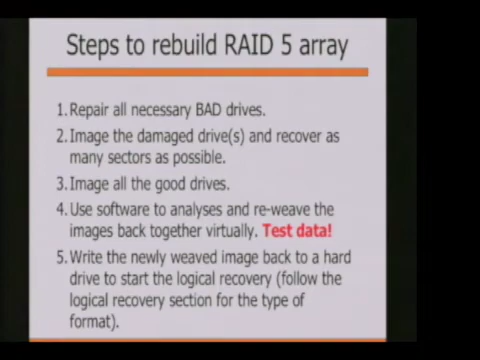 Steps to rebuild RAID 5 array
1. Repair all necessary BAD drives.
2. Image the damaged drive(s) and recover as
many sectors as possible.
3. Image all the good drives.
4. Use software to analyses and re-weave the
images back together virtually. Test data!
5. Write the newly weaved image back to a hard
drive to start the logical recovery (follow the
logical recovery section for the type of
format).